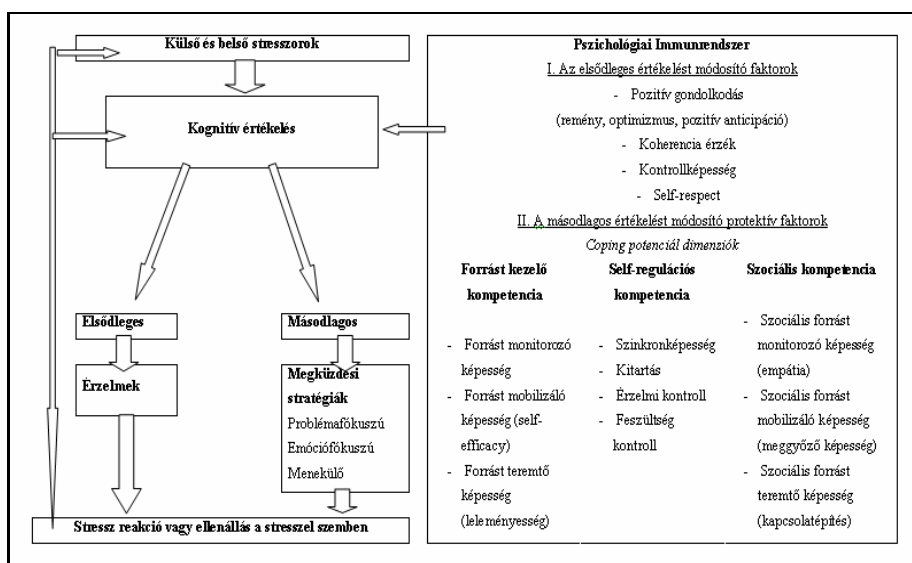 Külső és belső stresszorok
Kognitív értékelés
Elsődleges
Másodlagos
Érzelmek
Megküzdési
stratégiák
Problémafókuszú
Emóciófókuszú
Menekülő
Stressz reakció vagy ellenállás a stresszel szemben
Pszichológiai Immunrendszer
I. Az elsődleges értékelést módosító faktorok
- Pozitív gondolkodás
(remény, optimizmus, pozitív anticipáció)
- Koherencia érzék
- Kontrollképesség
- Self-respect
II. A másodlagos értékelést módosító protektív faktorok
Coping potenciál dimenziók
Forrást kezelő
kompetencia
- Forrást monitorozó
képesség
- Forrást mobilizáló
képesség (self-
efficacy)
- Forrást teremtő
képesség
(leleményesség)
Self-regulációs
kompetencia
- Szinkronképesség
- Kitartás
- Érzelmi kontroll
- Feszültség
kontroll
Szociális kompetencia
- Szociális forrást
monitorozó képesség
(empátia)
- Szociális forrást
mobilizáló képesség
(meggyőző képesség)
- Szociális forrást
teremtő képesség
(kapcsolatépítés)